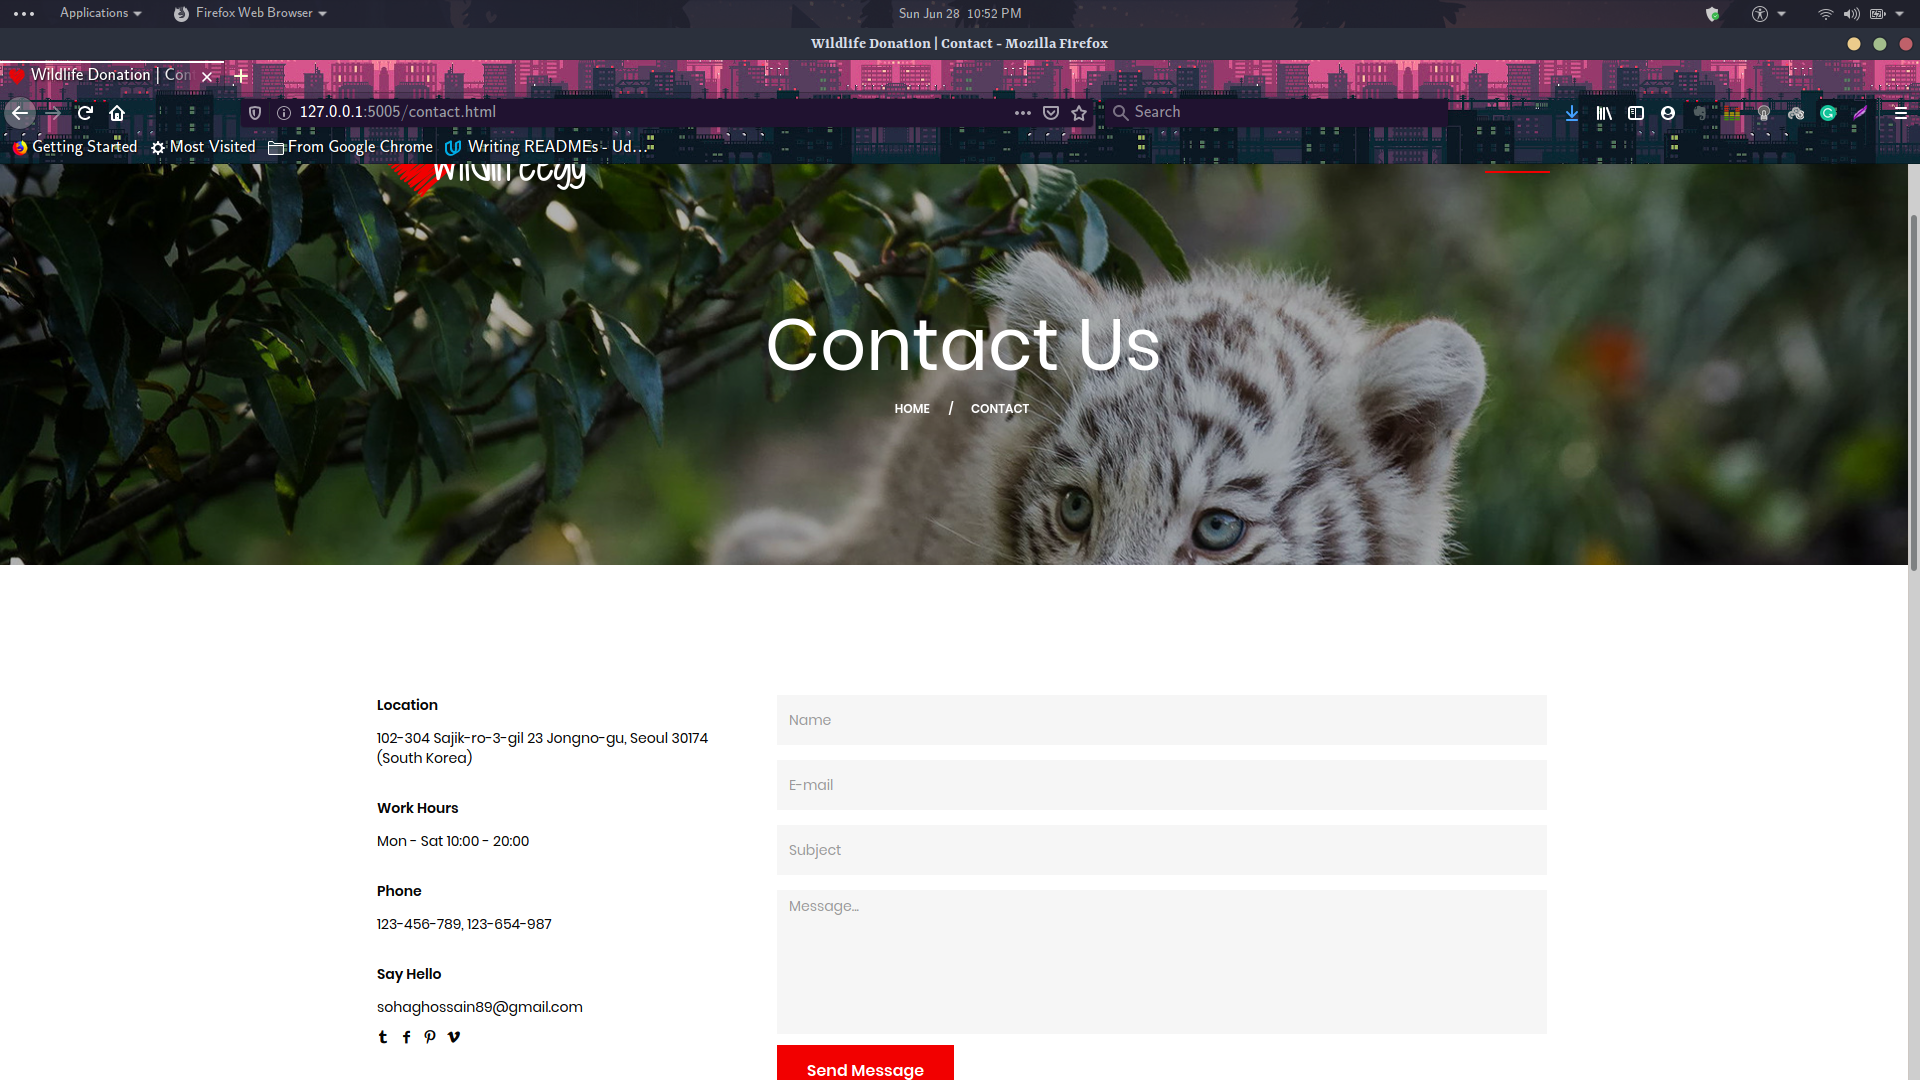 Applications
Firefox Web Browser
Sun Jun 28 10:52 PM
Wildlife Donation | Contact - Mozilla Firefox
Wildlife Donation | Con
127.0.0.1:5005/contact.html
Search
Getting Started
Most Visited
From Google Chrome
Writing READMEs - Ud...
Contact Us
HOME / CONTACT
Location
102-304 Sajik-ro-3-gil 23 Jongno-gu, Seoul 30174
(South Korea)
Work Hours
Mon - Sat 10:00 - 20:00
Phone
123-456-789, 123-654-987
Say Hello
sohaghossain89@gmail.com
Name
E-mail
Subject
Message...
Send Message